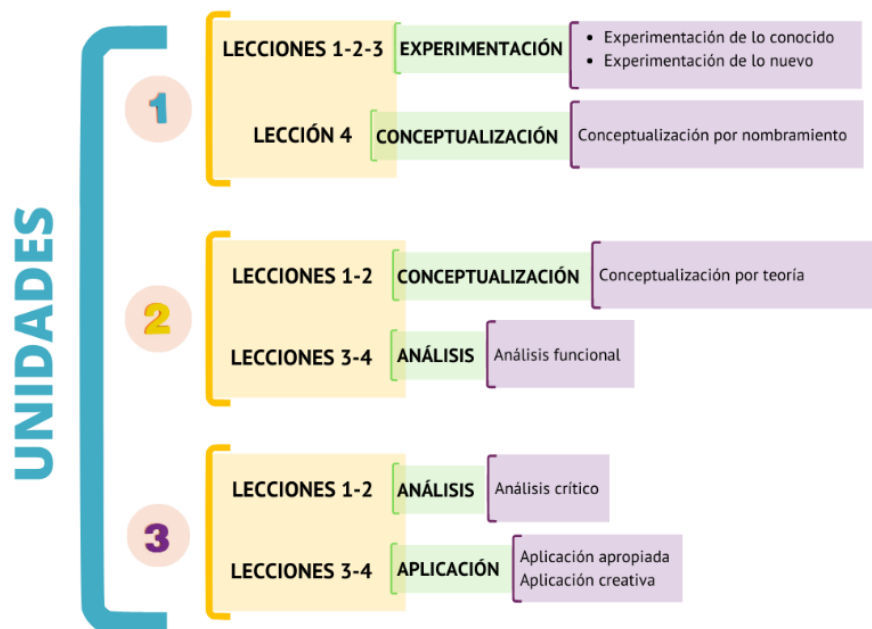 UNIDADES
1
LECCIONES 1-2-3
EXPERIMENTACIÓN
• Experimentación de lo conocido
• Experimentación de lo nuevo
LECCIÓN 4
CONCEPTUALIZACIÓN
Conceptualización por nombramiento
2
LECCIONES 1-2
CONCEPTUALIZACIÓN
Conceptualización por teoría
LECCIONES 3-4
ANÁLISIS
Análisis funcional
3
LECCIONES 1-2
ANÁLISIS
Análisis crítico
LECCIONES 3-4
APLICACIÓN
Aplicación apropiada
Aplicación creativa